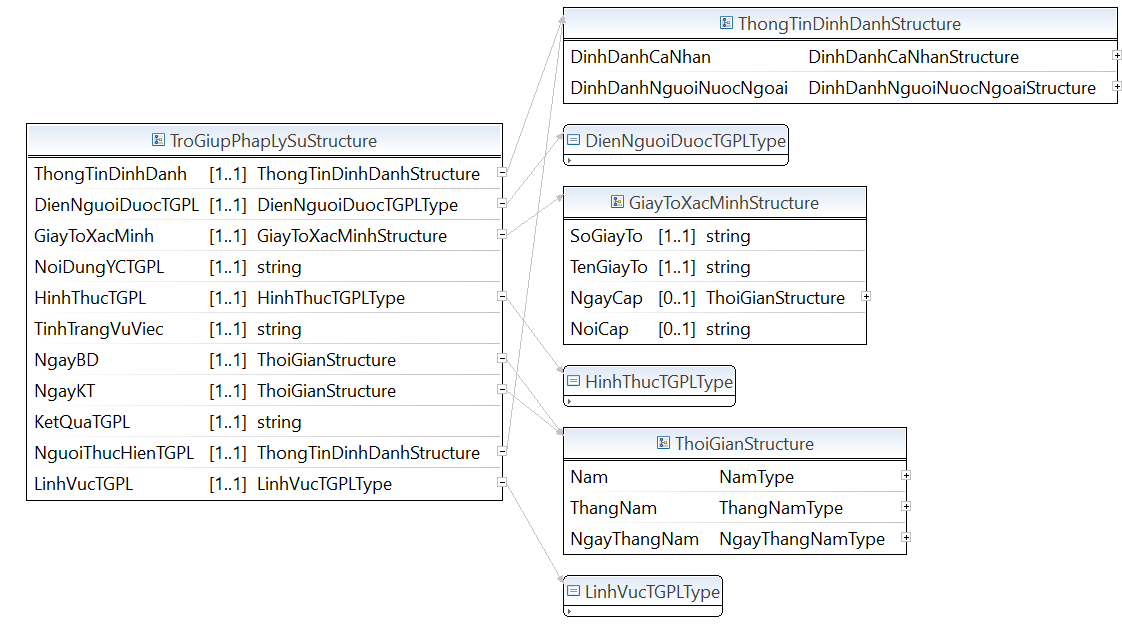 TroGiupPhapLySuStructure
ThongTinDinhDanh [1..1] ThongTinDinhDanhStructure
DienNguoiDuocTGPL [1..1] DienNguoiDuocTGPLType
GiayToXacMinh [1..1] GiayToXacMinhStructure
NoiDungYCTGPL [1..1] string
HinhThucTGPL [1..1] HinhThucTGPLType
TinhTrangVuViec [1..1] string
NgayBD [1..1] ThoiGianStructure
NgayKT [1..1] ThoiGianStructure
KetQuaTGPL [1..1] string
NguoiThucHienTGPL [1..1] ThongTinDinhDanhStructure
LinhVucTGPL [1..1] LinhVucTGPLType
ThongTinDinhDanhStructure
DinhDanhCaNhan DinhDanhCaNhanStructure
DinhDanhNguoiNuocNgoai DinhDanhNguoiNuocNgoaiStructure
DienNguoiDuocTGPLType
GiayToXacMinhStructure
SoGiayTo [1..1] string
TenGiayTo [1..1] string
NgayCap [0..1] ThoiGianStructure
NoiCap [0..1] string
HinhThucTGPLType
ThoiGianStructure
Nam NamType
ThangNam ThangNamType
NgayThangNam NgayThangNamType
LinhVucTGPLType